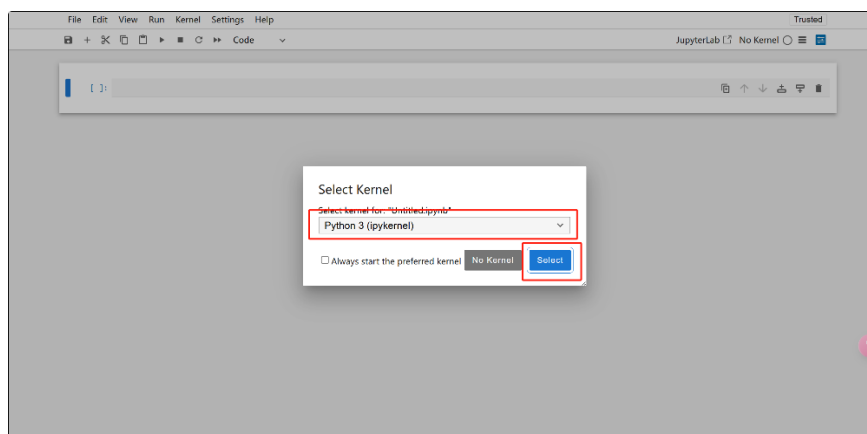 File Edit View Run Kernel Settings Help Trusted
Code JupyterLab No Kernel
[ ]:
Select Kernel
Select kernel for: "Untitled.ipynb"
Python 3 (ipykernel)
Always start the preferred kernel No Kernel Select